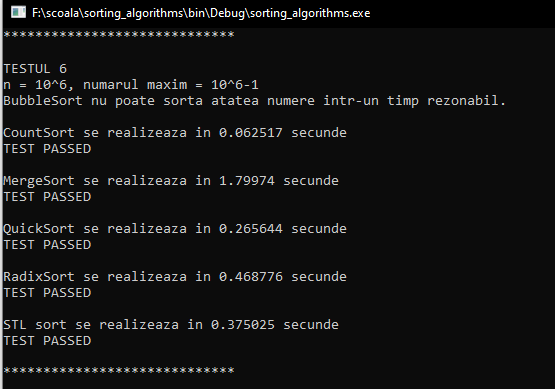 F:\scoala\sorting_algorithms\bin\Debug\sorting_algorithms.exe
*****************************
TESTUL 6
n = 10^6, numarul maxim = 10^6-1
BubbleSort nu poate sorta atatea numere intr-un timp rezonabil.
CountSort se realizeaza in 0.062517 secunde
TEST PASSED
MergeSort se realizeaza in 1.79974 secunde
TEST PASSED
QuickSort se realizeaza in 0.265644 secunde
TEST PASSED
RadixSort se realizeaza in 0.468776 secunde
TEST PASSED
STL sort se realizeaza in 0.375025 secunde
TEST PASSED
*****************************